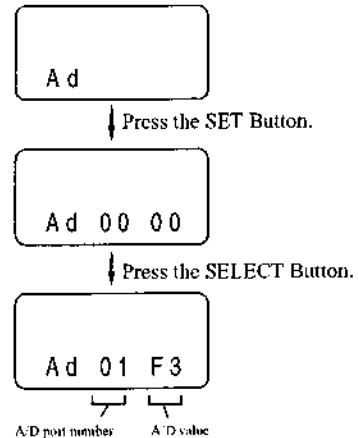 Ad
Press the SET Button.
Ad 00 00
Press the SELECT Button.
Ad 01 F3
A/D port number A/D value